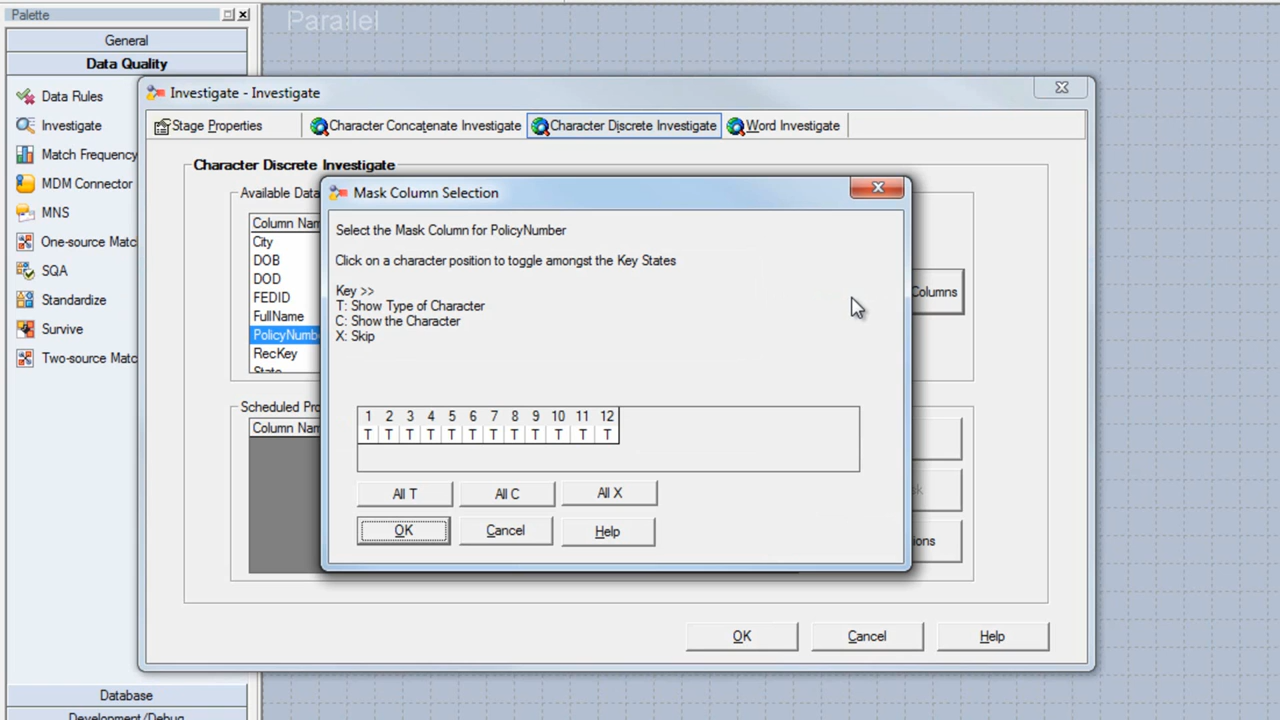 Palette
Parallel
General
Data Quality
Data Rules
Investigate
Match Frequency
MDM Connector
MNS
One-source Matc
SQA
Standardize
Survive
Two-source Matc
Database
Development/Debug
Investigate - Investigate
Stage Properties
Character Concatenate Investigate
Character Discrete Investigate
Word Investigate
Character Discrete Investigate
Available Data
Column Nam
City
DOB
DOD
FEDID
FullName
PolicyNumb
RecKey
State
Columns
Scheduled Pro
Column Nam
ions
Mask Column Selection
Select the Mask Column for PolicyNumber
Click on a character position to toggle amongst the Key States
Key >>
T: Show Type of Character
C: Show the Character
X: Skip
1 2 3 4 5 6 7 8 9 10 11 12
T T T T T T T T T T T T
All T All C All X
OK Cancel Help
OK Cancel Help